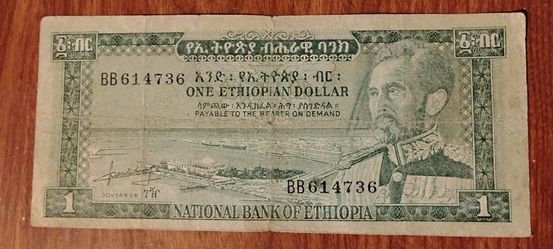 ፩፡ብር የኢትዮጵያ ብሔራዊ ባንክ ፩፡ብር
BB614736 አንድ፡የኢትዮጵያ፡ብር፡
ONE ETHIOPIAN DOLLAR
PAYABLE TO THE BEARER ON DEMAND
BB614736
GOVERNOR ገዥ
1 NATIONAL BANK OF ETHIOPIA 1